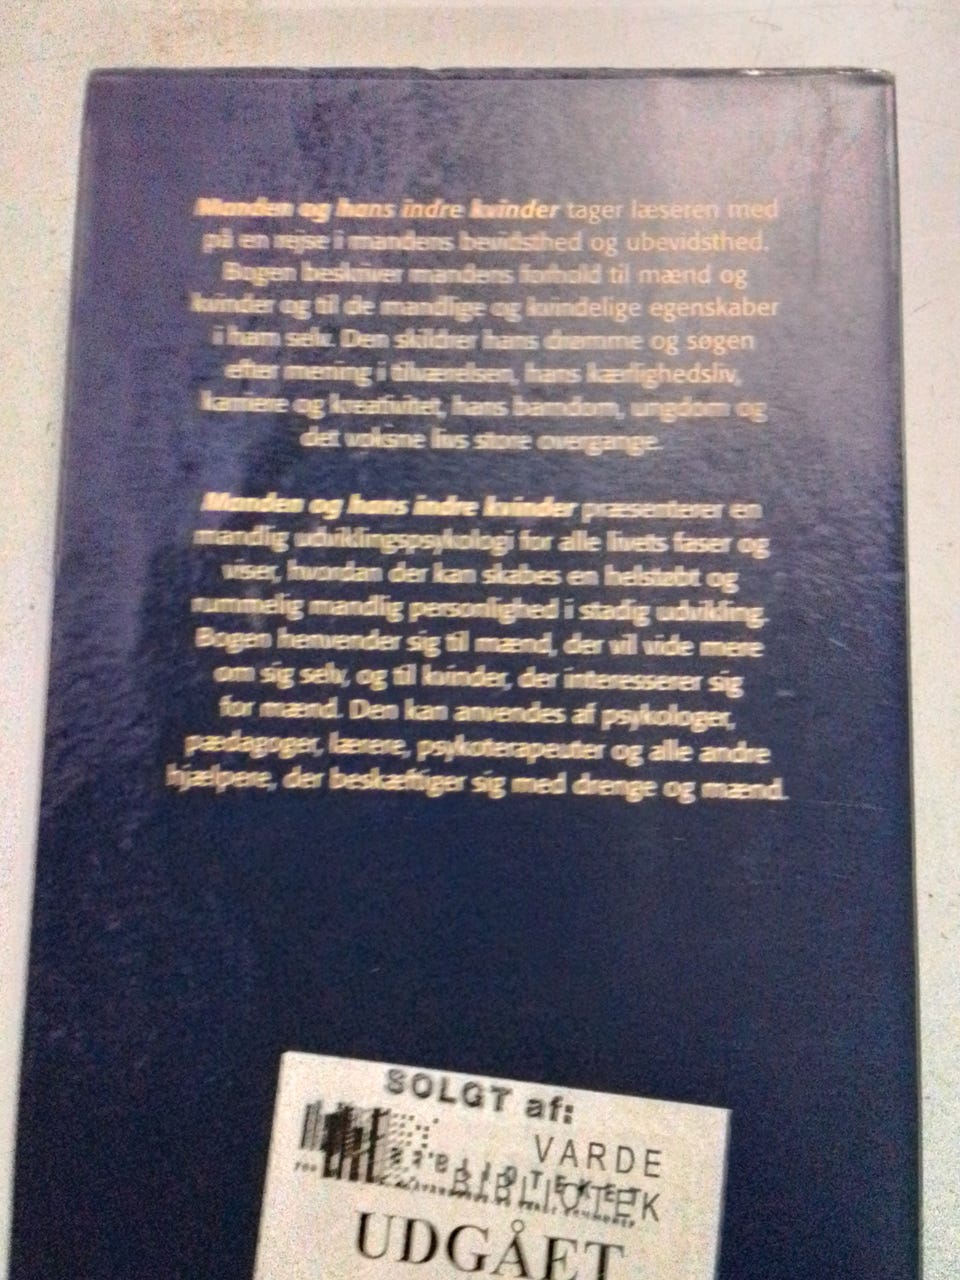 Manden og hans indre kvinder tager læseren med
på en rejse i mandens bevidsthed og ubevidsthed.
Bogen beskriver mandens forhold til mænd og
kvinder og til de mandlige og kvindelige egenskaber
i ham selv. Den skildrer hans drømme og søgen
efter mening i tilværelsen, hans kærlighedsliv,
karriere og kreativitet, hans barndom, ungdom og
det voksne livs store overgange.
Manden og hans indre kvinder præsenterer en
mandlig udviklingspsykologi for alle livets faser og
viser, hvordan der kan skabes en helstøbt og
rummelig mandlig personlighed i stadig udvikling.
Bogen henvender sig til mænd, der vil vide mere
om sig selv, og til kvinder, der interesserer sig
for mænd. Den kan anvendes af psykologer,
pædagoger, lærere, psykoterapeuter og alle andre
hjælpere, der beskæftiger sig med drenge og mænd.
SOLGT af:
VARDE
BIBLIOTEKET
BIBLIOTEK
UDGÅET